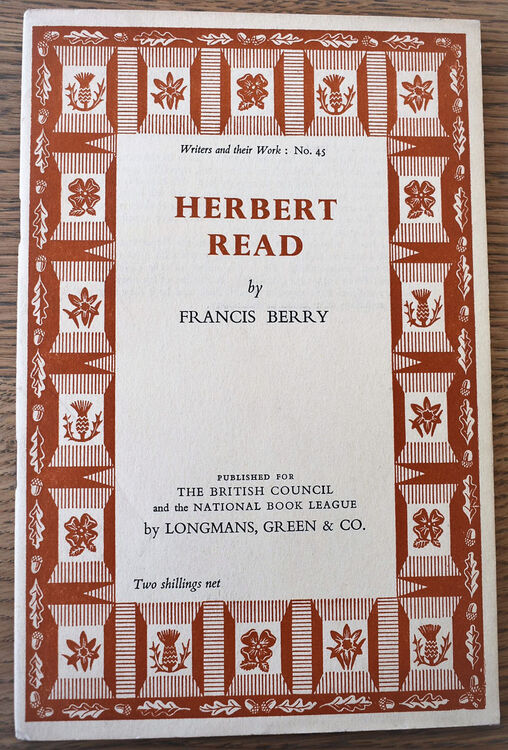 Writers and their Work : No. 45
HERBERT
READ
by
FRANCIS BERRY
PUBLISHED FOR
THE BRITISH COUNCIL
and the NATIONAL BOOK LEAGUE
by LONGMANS, GREEN & CO.
Two shillings net